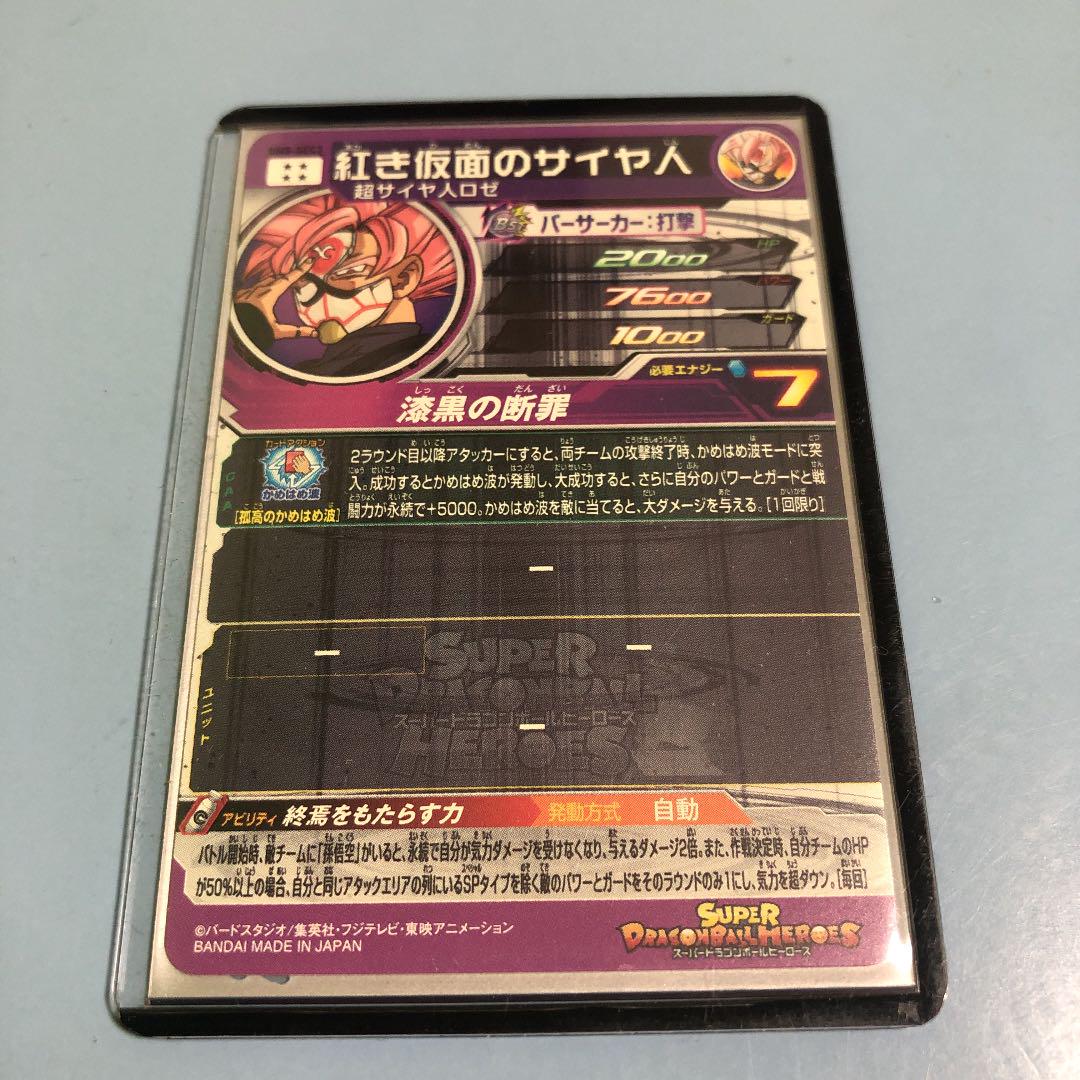 紅き仮面のサイヤ人
超サイヤ人ロゼ
BS バーサーカー:打撃
2000 HP
7600 パワー
1000 ガード
必要エナジー 7
漆黒の断罪
CAA
カードアクション
かめはめ波
[孤高のかめはめ波]
2ラウンド目以降アタッカーにすると、両チームの攻撃終了時、かめはめ波モードに突
入。成功するとかめはめ波が発動し、大成功すると、さらに自分のパワーとガードと戦
闘力が永続で+5000。かめはめ波を敵に当てると、大ダメージを与える。[1回限り]
ー
ユニット
ー ー
ー
SUPER
DRAGONBALL
スーパードラゴンボールヒーローズ
HEROES
アビリティ 終焉をもたらす力 発動方式 自動
バトル開始時、敵チームに「孫悟空」がいると、永続で自分が気力ダメージを受けなくなり、与えるダメージ2倍。また、作戦決定時、自分チームのHP
が50%以上の場合、自分と同じアタックエリアの列にいるSPタイプを除く敵のパワーとガードをそのラウンドのみ1にし、気力を超ダウン。[毎回]
©バードスタジオ/集英社・フジテレビ・東映アニメーション
BANDAI MADE IN JAPAN
SUPER
DRAGONBALL HEROES
スーパードラゴンボールヒーローズ